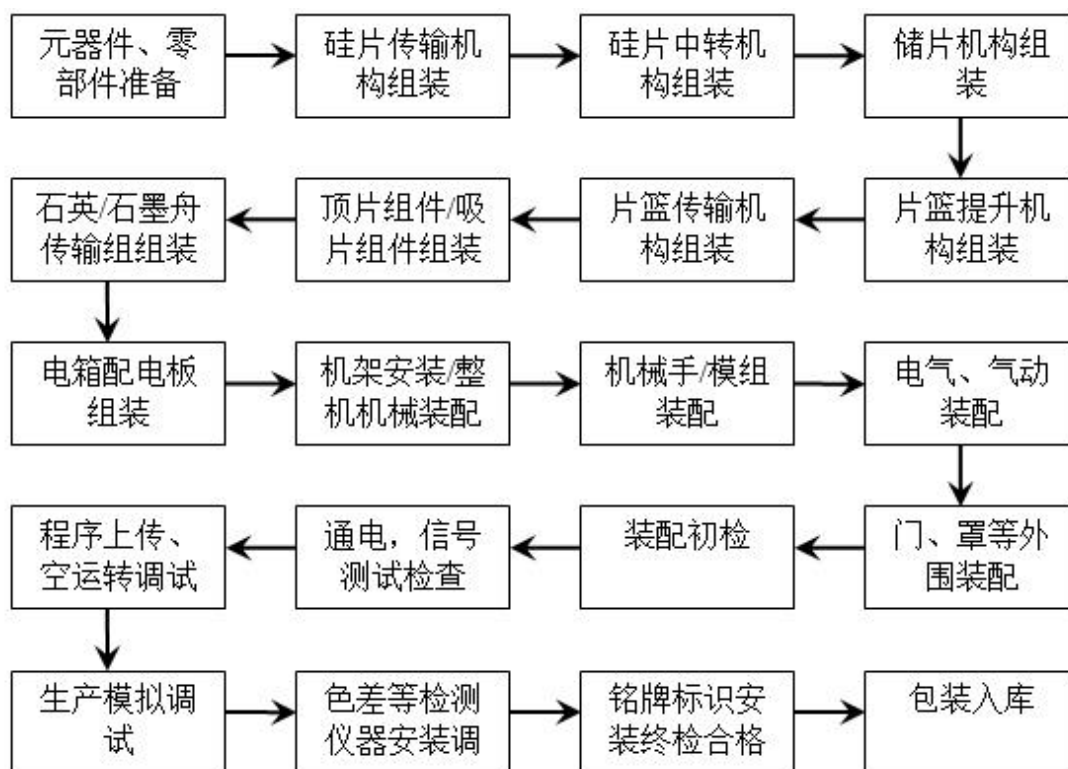 元器件、零
部件准备
硅片传输机
构组装
硅片中转机
构组装
储片机构组
装
片篮提升机
构组装
片篮传输机
构组装
顶片组件/吸
片组件组装
石英/石墨舟
传输组组装
电箱配电板
组装
机架安装/整
机机械装配
机械手/模组
装配
电气、气动
装配
门、罩等外
围装配
装配初检
通电，信号
测试检查
程序上传、
空运转调试
生产模拟调
试
色差等检测
仪器安装调
铭牌标识安
装终检合格
包装入库